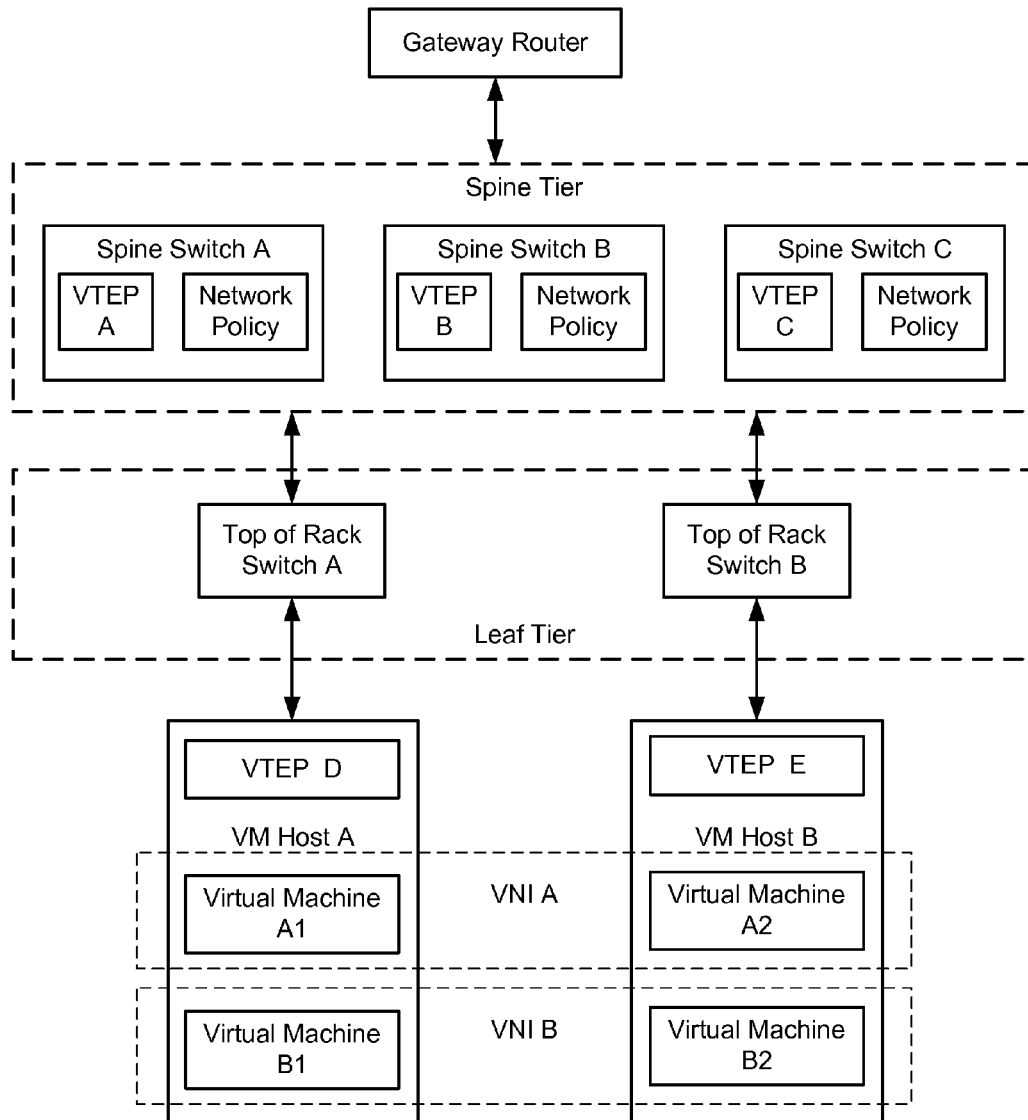 Gateway Router
Spine Tier
Spine Switch A
VTEP
A
Network
Policy
Spine Switch B
VTEP
B
Network
Policy
Spine Switch C
VTEP
C
Network
Policy
Top of Rack
Switch A
Top of Rack
Switch B
Leaf Tier
VTEP D
VM Host A
VTEP E
VM Host B
Virtual Machine
A1
VNI A
Virtual Machine
A2
Virtual Machine
B1
VNI B
Virtual Machine
B2